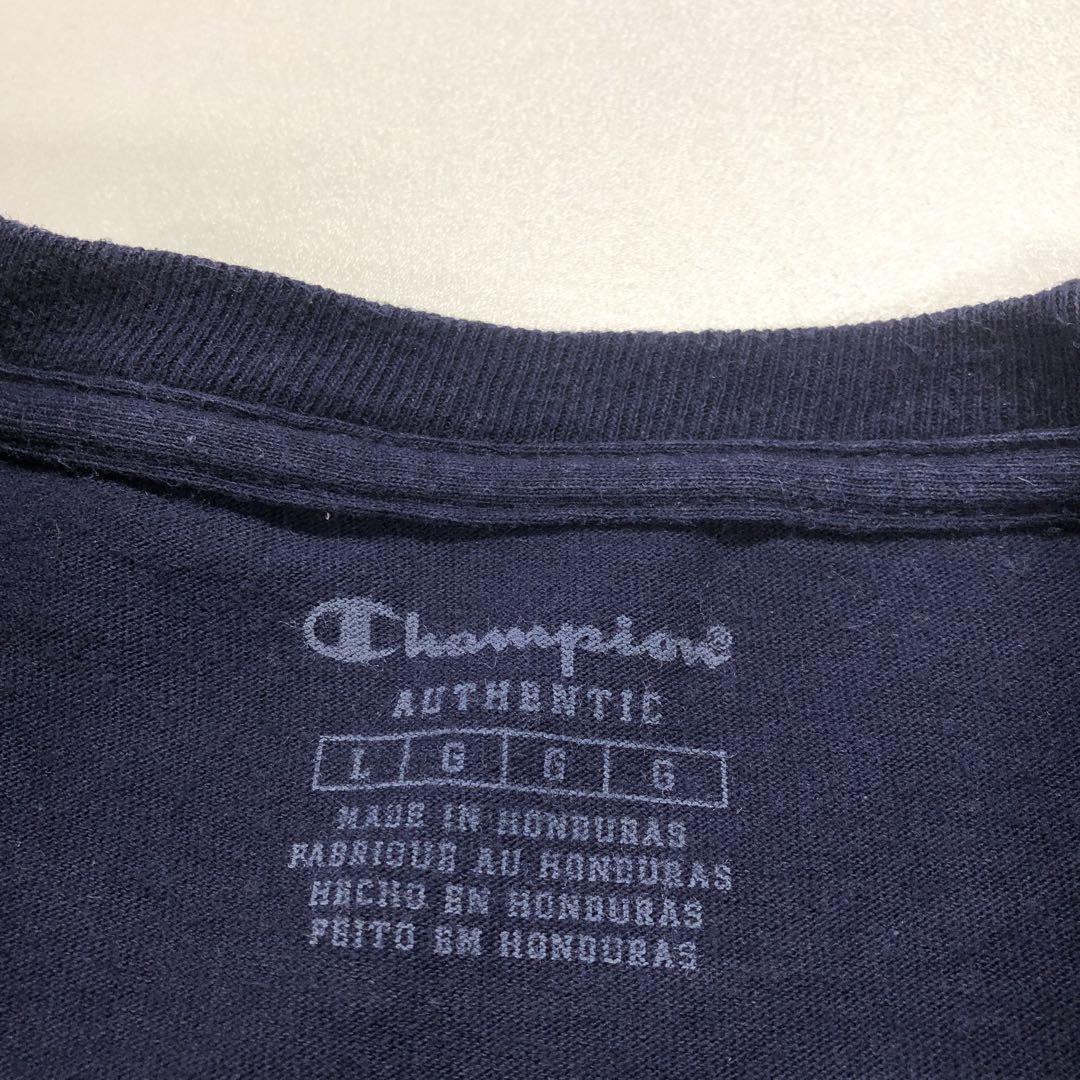 Champion®
AUTHENTIC
L G G G
MADE IN HONDURAS
FABRIQUE AU HONDURAS
HECHO EN HONDURAS
FEITO EM HONDURAS